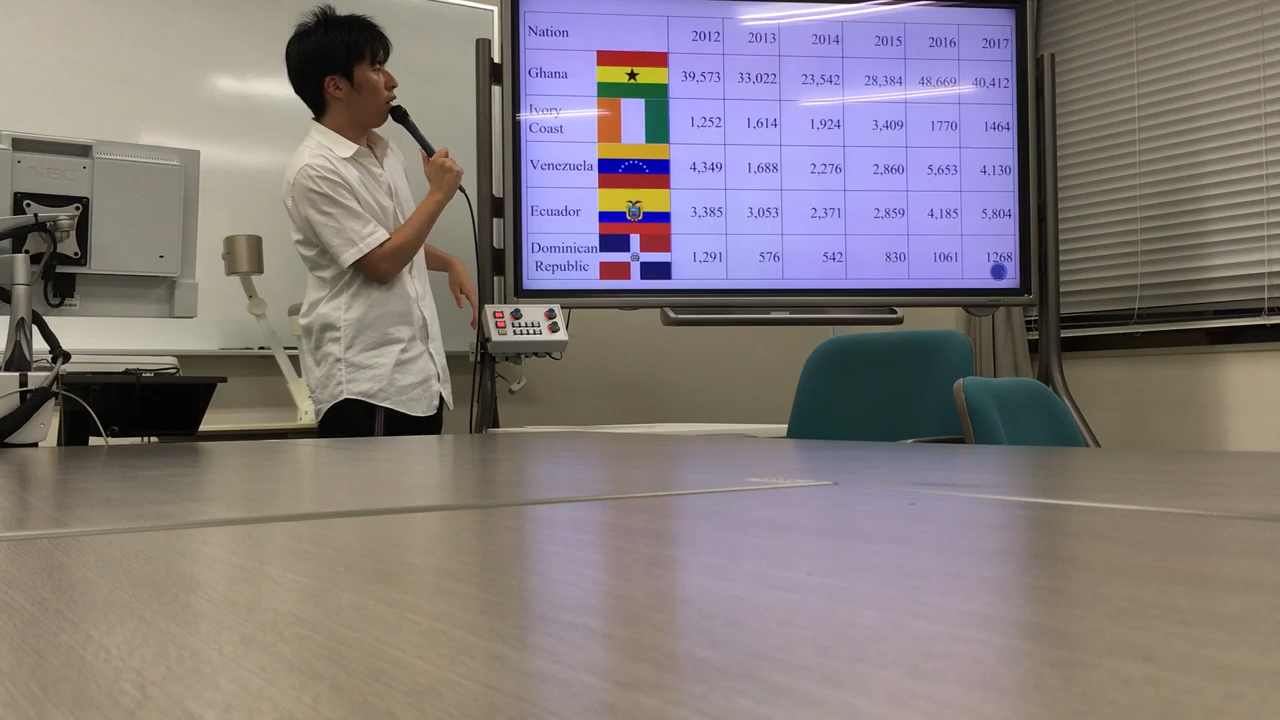 NEC
Nation 2012 2013 2014 2015 2016 2017
Ghana 39,573 33,022 23,542 28,384 48,669 40,412
Ivory
Coast 1,252 1,614 1,924 3,409 1770 1464
Venezuela 4,349 1,688 2,276 2,860 5,653 4,130
Ecuador 3,385 3,053 2,371 2,859 4,185 5,804
Dominican
Republic 1,291 576 542 830 1061 1268